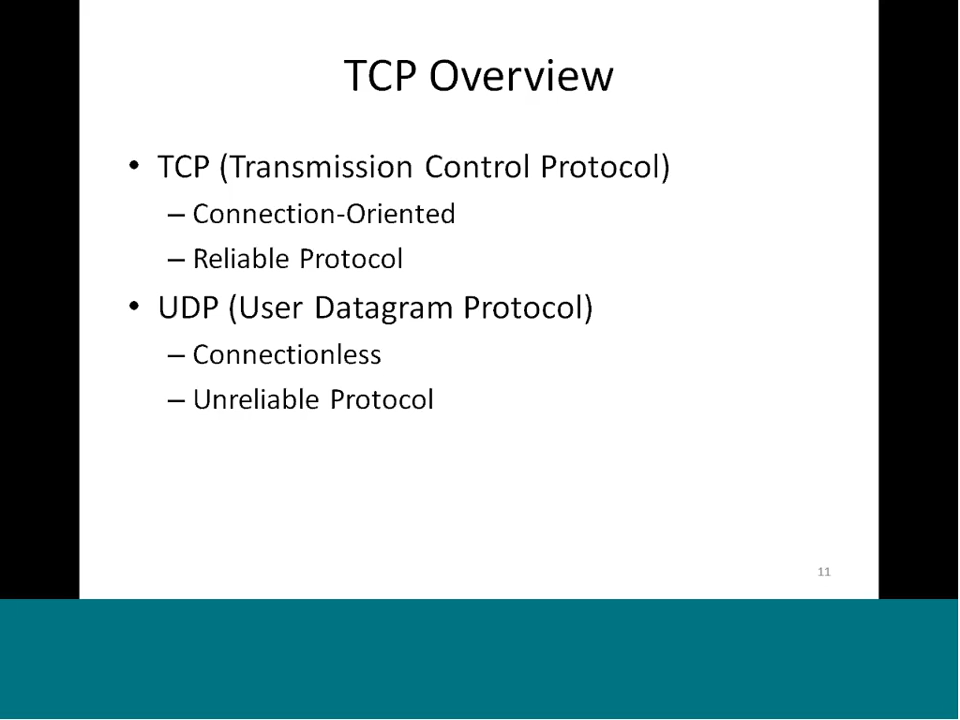 TCP Overview
• TCP (Transmission Control Protocol)
– Connection-Oriented
– Reliable Protocol
• UDP (User Datagram Protocol)
– Connectionless
– Unreliable Protocol
11